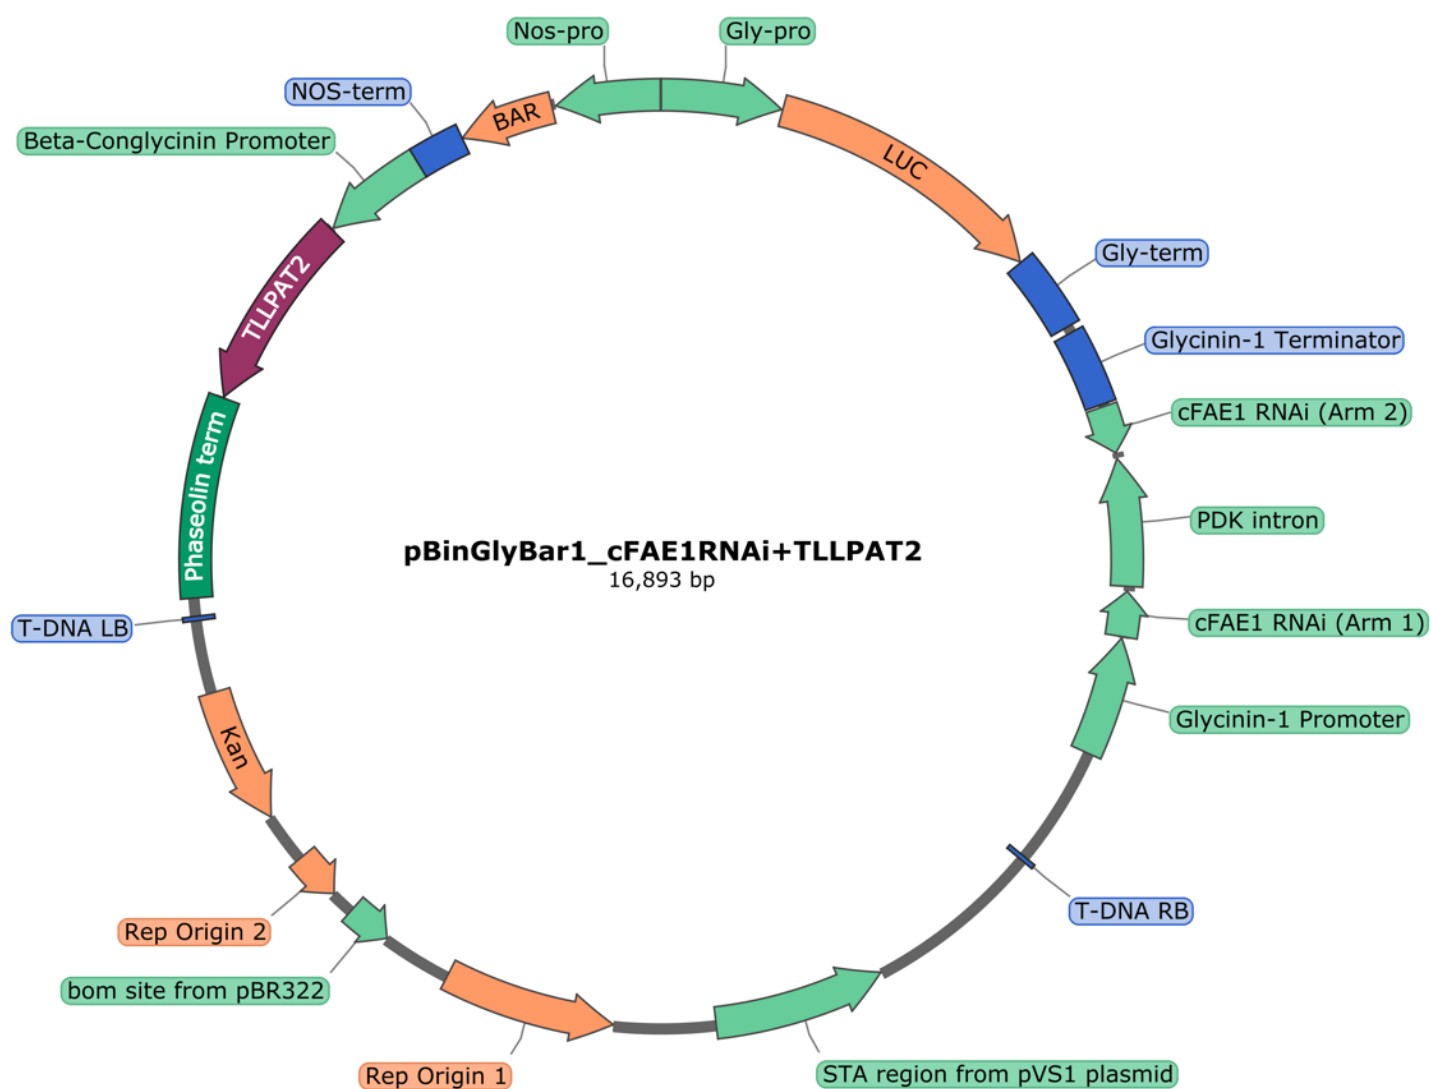 Nos-pro
Gly-pro
NOS-term
BAR
Beta-Conglycinin Promoter
LUC
TLLPAT2
Gly-term
Glycinin-1 Terminator
cFAE1 RNAi (Arm 2)
Phaseolin term
PDK intron
pBinGlyBar1_cFAE1RNAi+TLLPAT2
16,893 bp
T-DNA LB
cFAE1 RNAi (Arm 1)
Glycinin-1 Promoter
Kan
T-DNA RB
Rep Origin 2
bom site from pBR322
Rep Origin 1
STA region from pVS1 plasmid